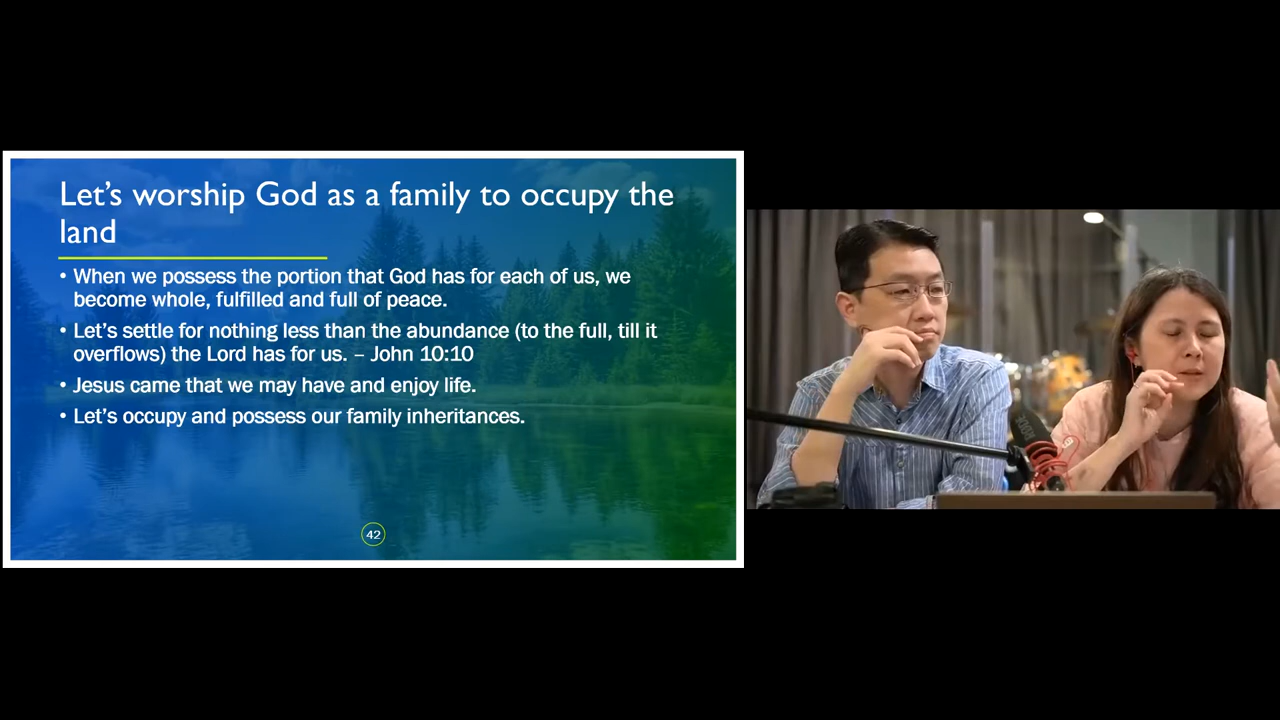 Let's worship God as a family to occupy the
land
• When we possess the portion that God has for each of us, we
become whole, fulfilled and full of peace.
• Let's settle for nothing less than the abundance (to the full, till it
overflows) the Lord has for us. – John 10:10
• Jesus came that we may have and enjoy life.
• Let's occupy and possess our family inheritances.
42
RODE